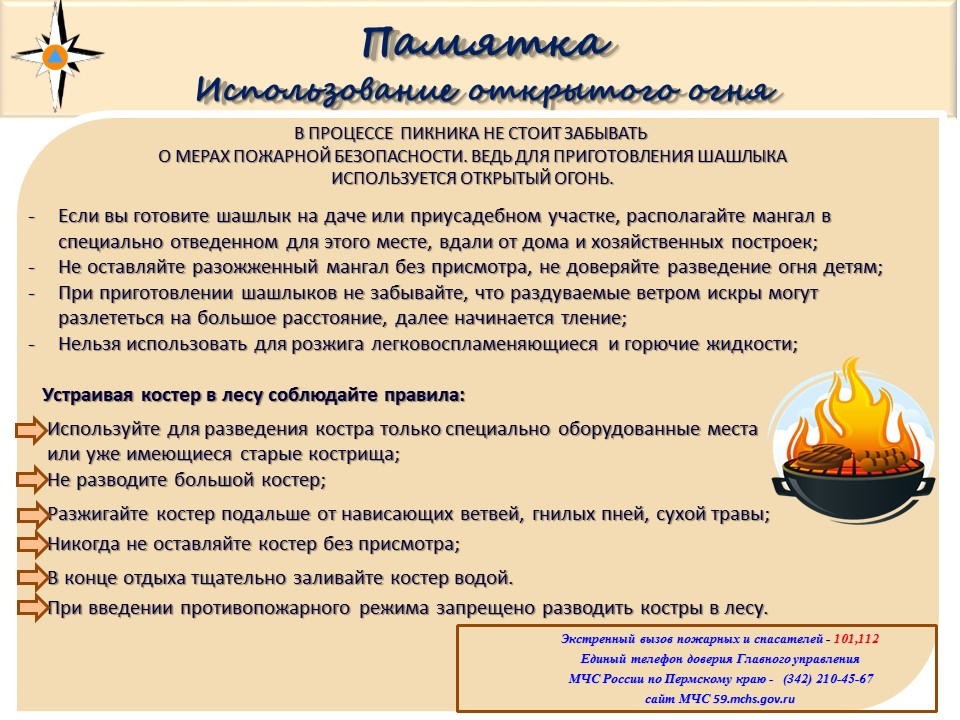 Памятка
Использование открытого огня
В ПРОЦЕССЕ ПИКНИКА НЕ СТОИТ ЗАБЫВАТЬ
О МЕРАХ ПОЖАРНОЙ БЕЗОПАСНОСТИ. ВЕДЬ ДЛЯ ПРИГОТОВЛЕНИЯ ШАШЛЫКА
ИСПОЛЬЗУЕТСЯ ОТКРЫТЫЙ ОГОНЬ.
- Если вы готовите шашлык на даче или приусадебном участке, располагайте мангал в
специально отведенном для этого месте, вдали от дома и хозяйственных построек;
- Не оставляйте разожженный мангал без присмотра, не доверяйте разведение огня детям;
- При приготовлении шашлыков не забывайте, что раздуваемые ветром искры могут
разлететься на большое расстояние, далее начинается тление;
- Нельзя использовать для розжига легковоспламеняющиеся и горючие жидкости;
Устраивая костер в лесу соблюдайте правила:
Используйте для разведения костра только специально оборудованные места
или уже имеющиеся старые кострища;
Не разводите большой костер;
Разжигайте костер подальше от нависающих ветвей, гнилых пней, сухой травы;
Никогда не оставляйте костер без присмотра;
В конце отдыха тщательно заливайте костер водой.
При введении противопожарного режима запрещено разводить костры в лесу.
Экстренный вызов пожарных и спасателей - 101,112
Единый телефон доверия Главного управления
МЧС России по Пермскому краю - (342) 210-45-67
сайт МЧС 59.mchs.gov.ru